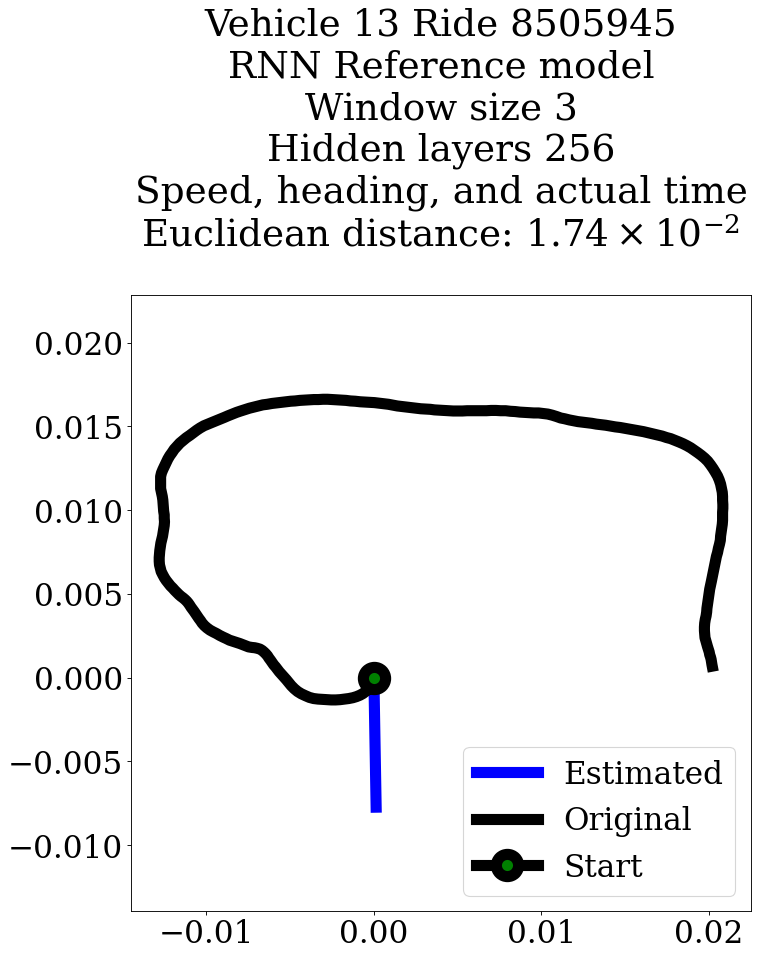 Vehicle 13 Ride 8505945
RNN Reference model
Window size 3
Hidden layers 256
Speed, heading, and actual time
Euclidean distance: 1.74 × 10⁻²
0.020
0.015
0.010
0.005
0.000
−0.005
−0.010
Estimated
Original
Start
−0.01 0.00 0.01 0.02